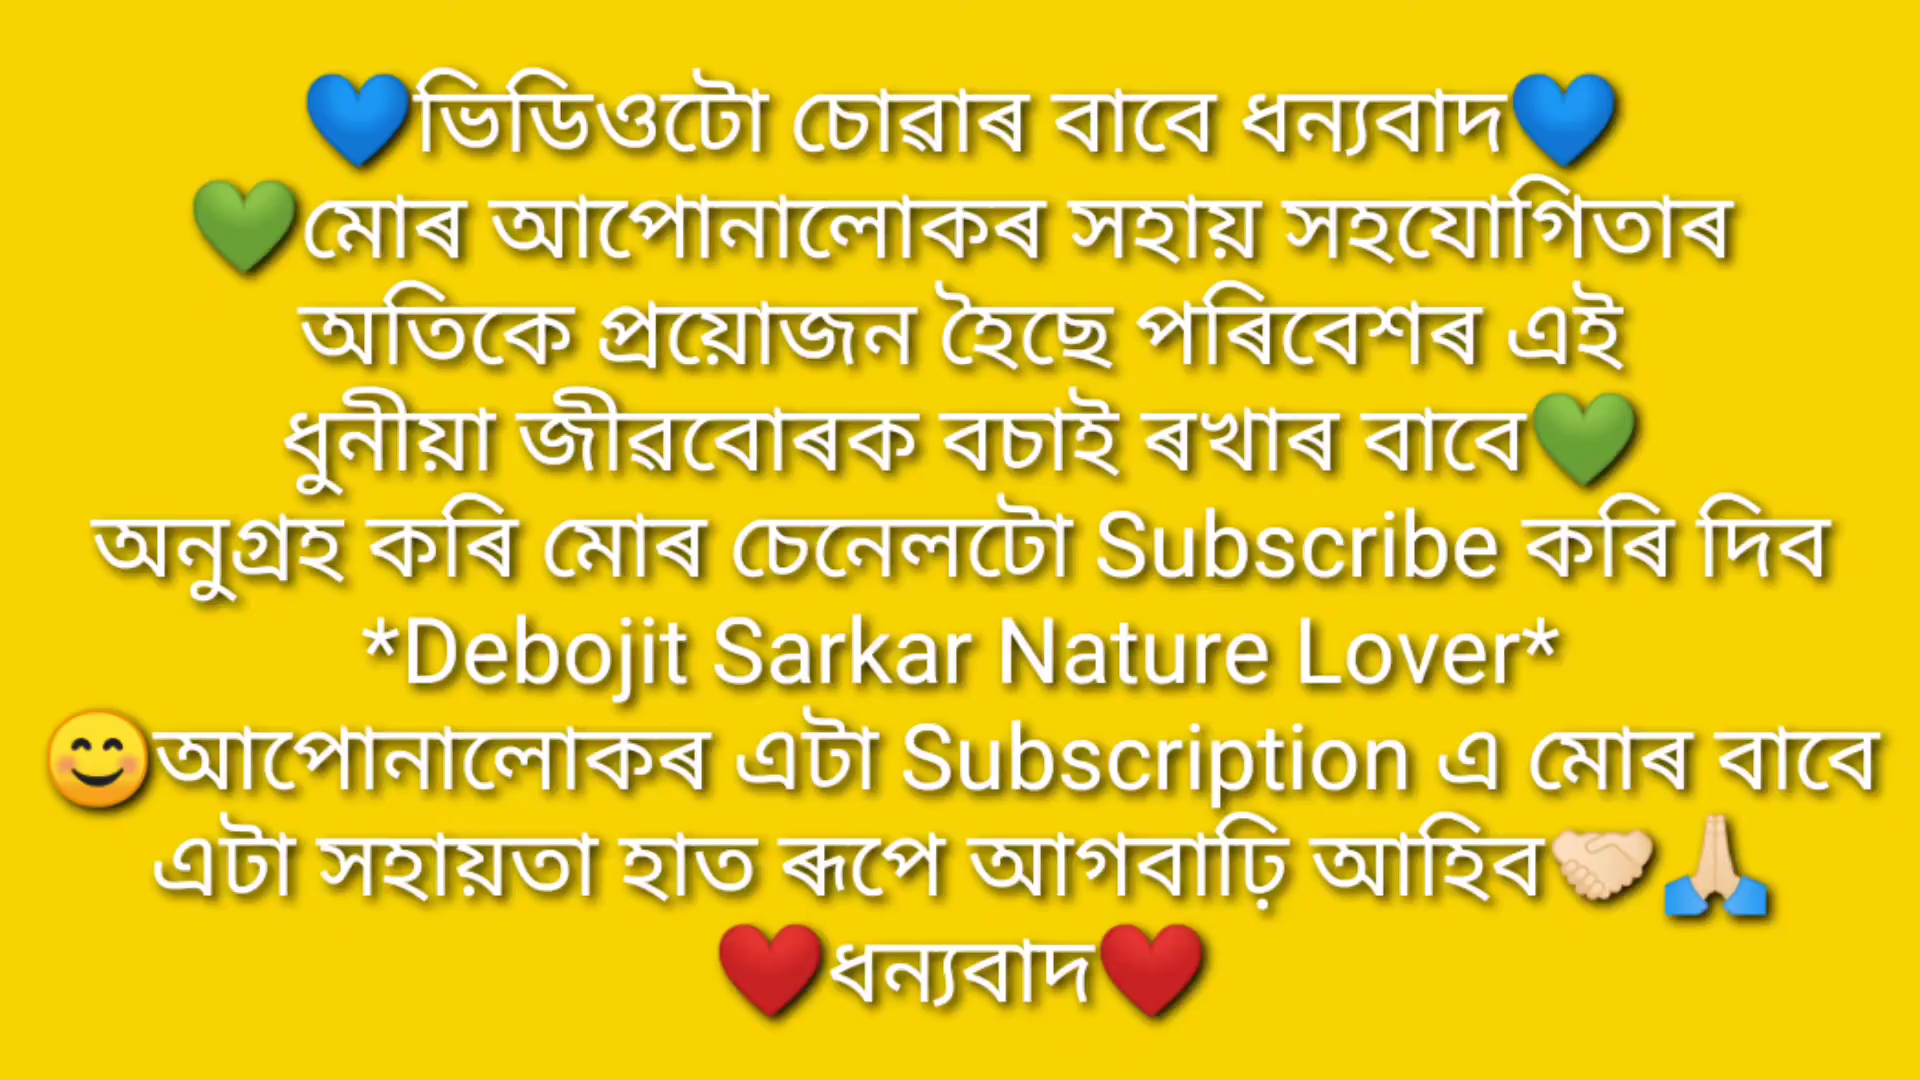 💙ভিডিওটো চোৱাৰ বাবে ধন্যবাদ💙
💚মোৰ আপোনালোকৰ সহায় সহযোগিতাৰ
অতিকে প্ৰয়োজন হৈছে পৰিবেশৰ এই
ধুনীয়া জীৱবোৰক বচাই ৰখাৰ বাবে💚
অনুগ্ৰহ কৰি মোৰ চেনেলটো Subscribe কৰি দিব
*Debojit Sarkar Nature Lover*
😊আপোনালোকৰ এটা Subscription এ মোৰ বাবে
এটা সহায়তা হাত ৰূপে আগবাঢ়ি আহিব🤝🏻🙏🏻
❤️ধন্যবাদ❤️